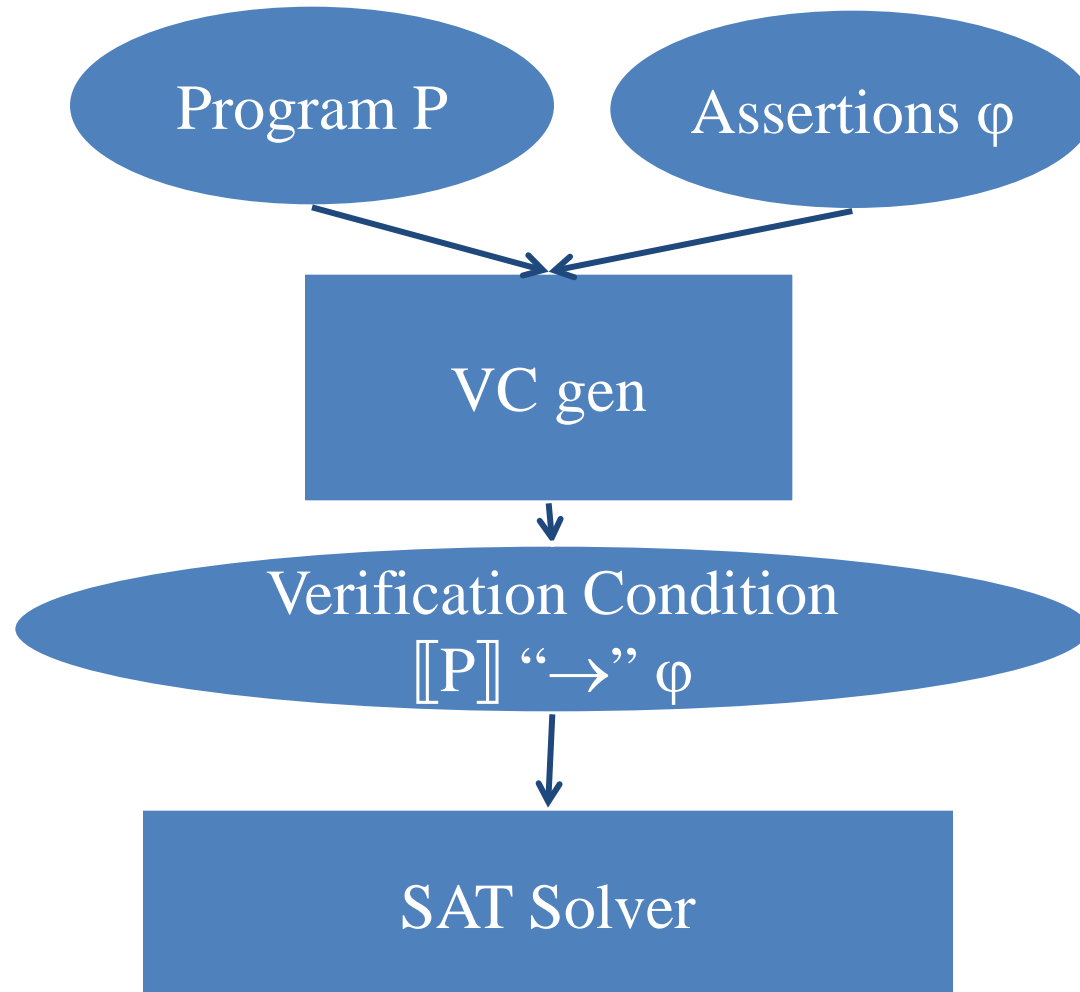 Program P
Assertions φ
VC gen
Verification Condition
⟦P⟧ “→” φ
SAT Solver